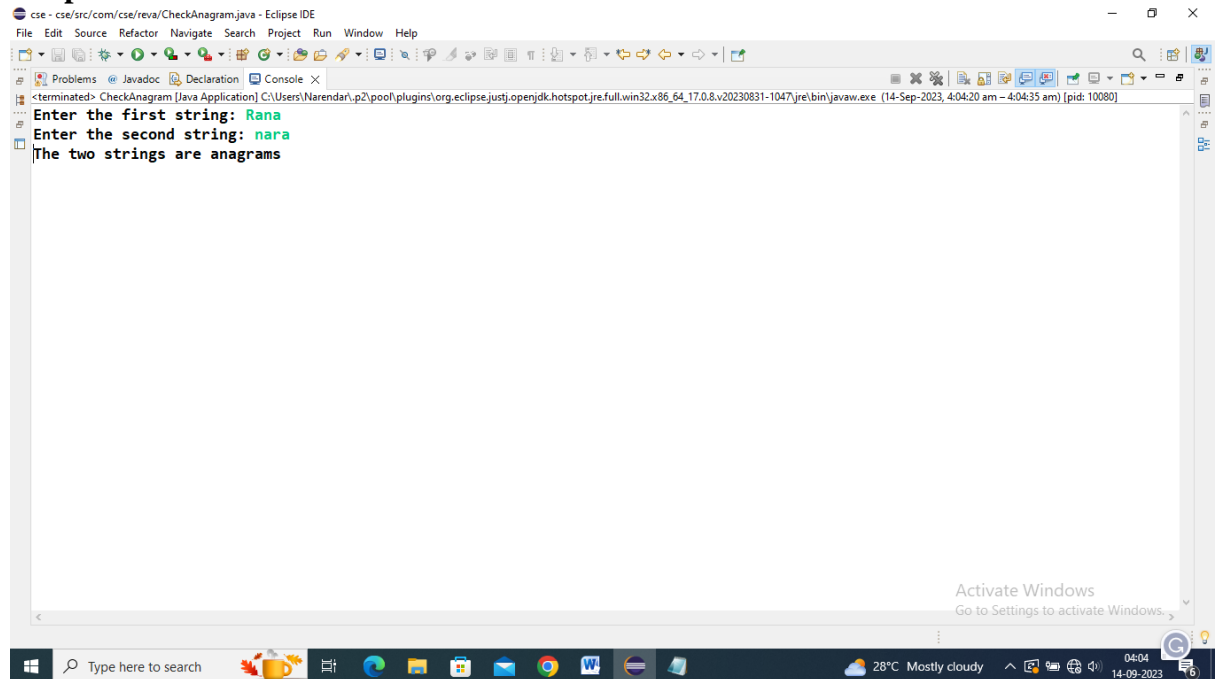 cse - cse/src/com/cse/reva/CheckAnagram.java - Eclipse IDE
File Edit Source Refactor Navigate Search Project Run Window Help
Problems @ Javadoc Declaration Console
<terminated> CheckAnagram [Java Application] C:\Users\Narendar\.p2\pool\plugins\org.eclipse.justj.openjdk.hotspot.jre.full.win32.x86_64_17.0.8.v20230831-1047\jre\bin\javaw.exe (14-Sep-2023, 4:04:20 am – 4:04:35 am) [pid: 10080]
Enter the first string: Rana
Enter the second string: nara
The two strings are anagrams
Activate Windows
Go to Settings to activate Windows.
Type here to search
28°C Mostly cloudy
04:04
14-09-2023
6